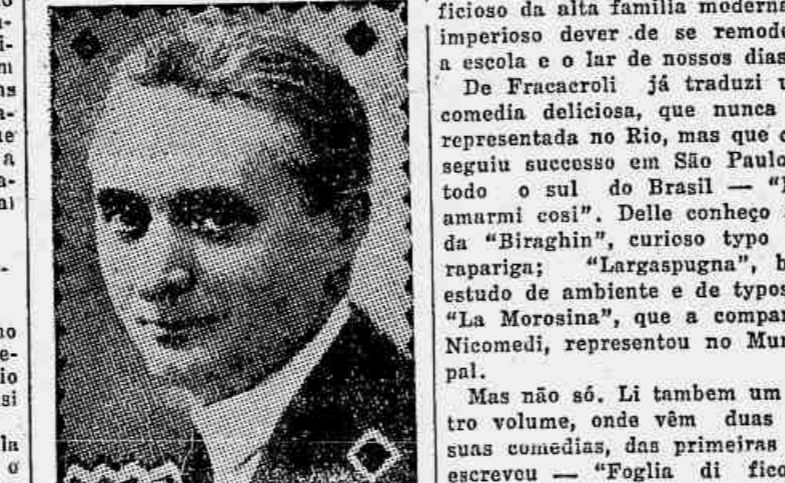 ficioso da alta familia moderna
imperioso dever de se remode
a escola e o lar de nossos dias
De Fracacroli já traduzi
comedia deliciosa, que nunca
representada no Rio, mas que
seguiu successo em São Paulo
todo o sul do Brasil —
amarmi cosi". Delle conheço
da "Biraghin", curioso typo
rapariga; "Largaspugna", b
estudo de ambiente e de typos
"La Morosina", que a compan
Nicomedi, representou no Mun
pal.
Mas não só. Li tambem um
tro volume, onde vêm duas
suas comedias, das primeiras
escreveu — "Foglia di fico